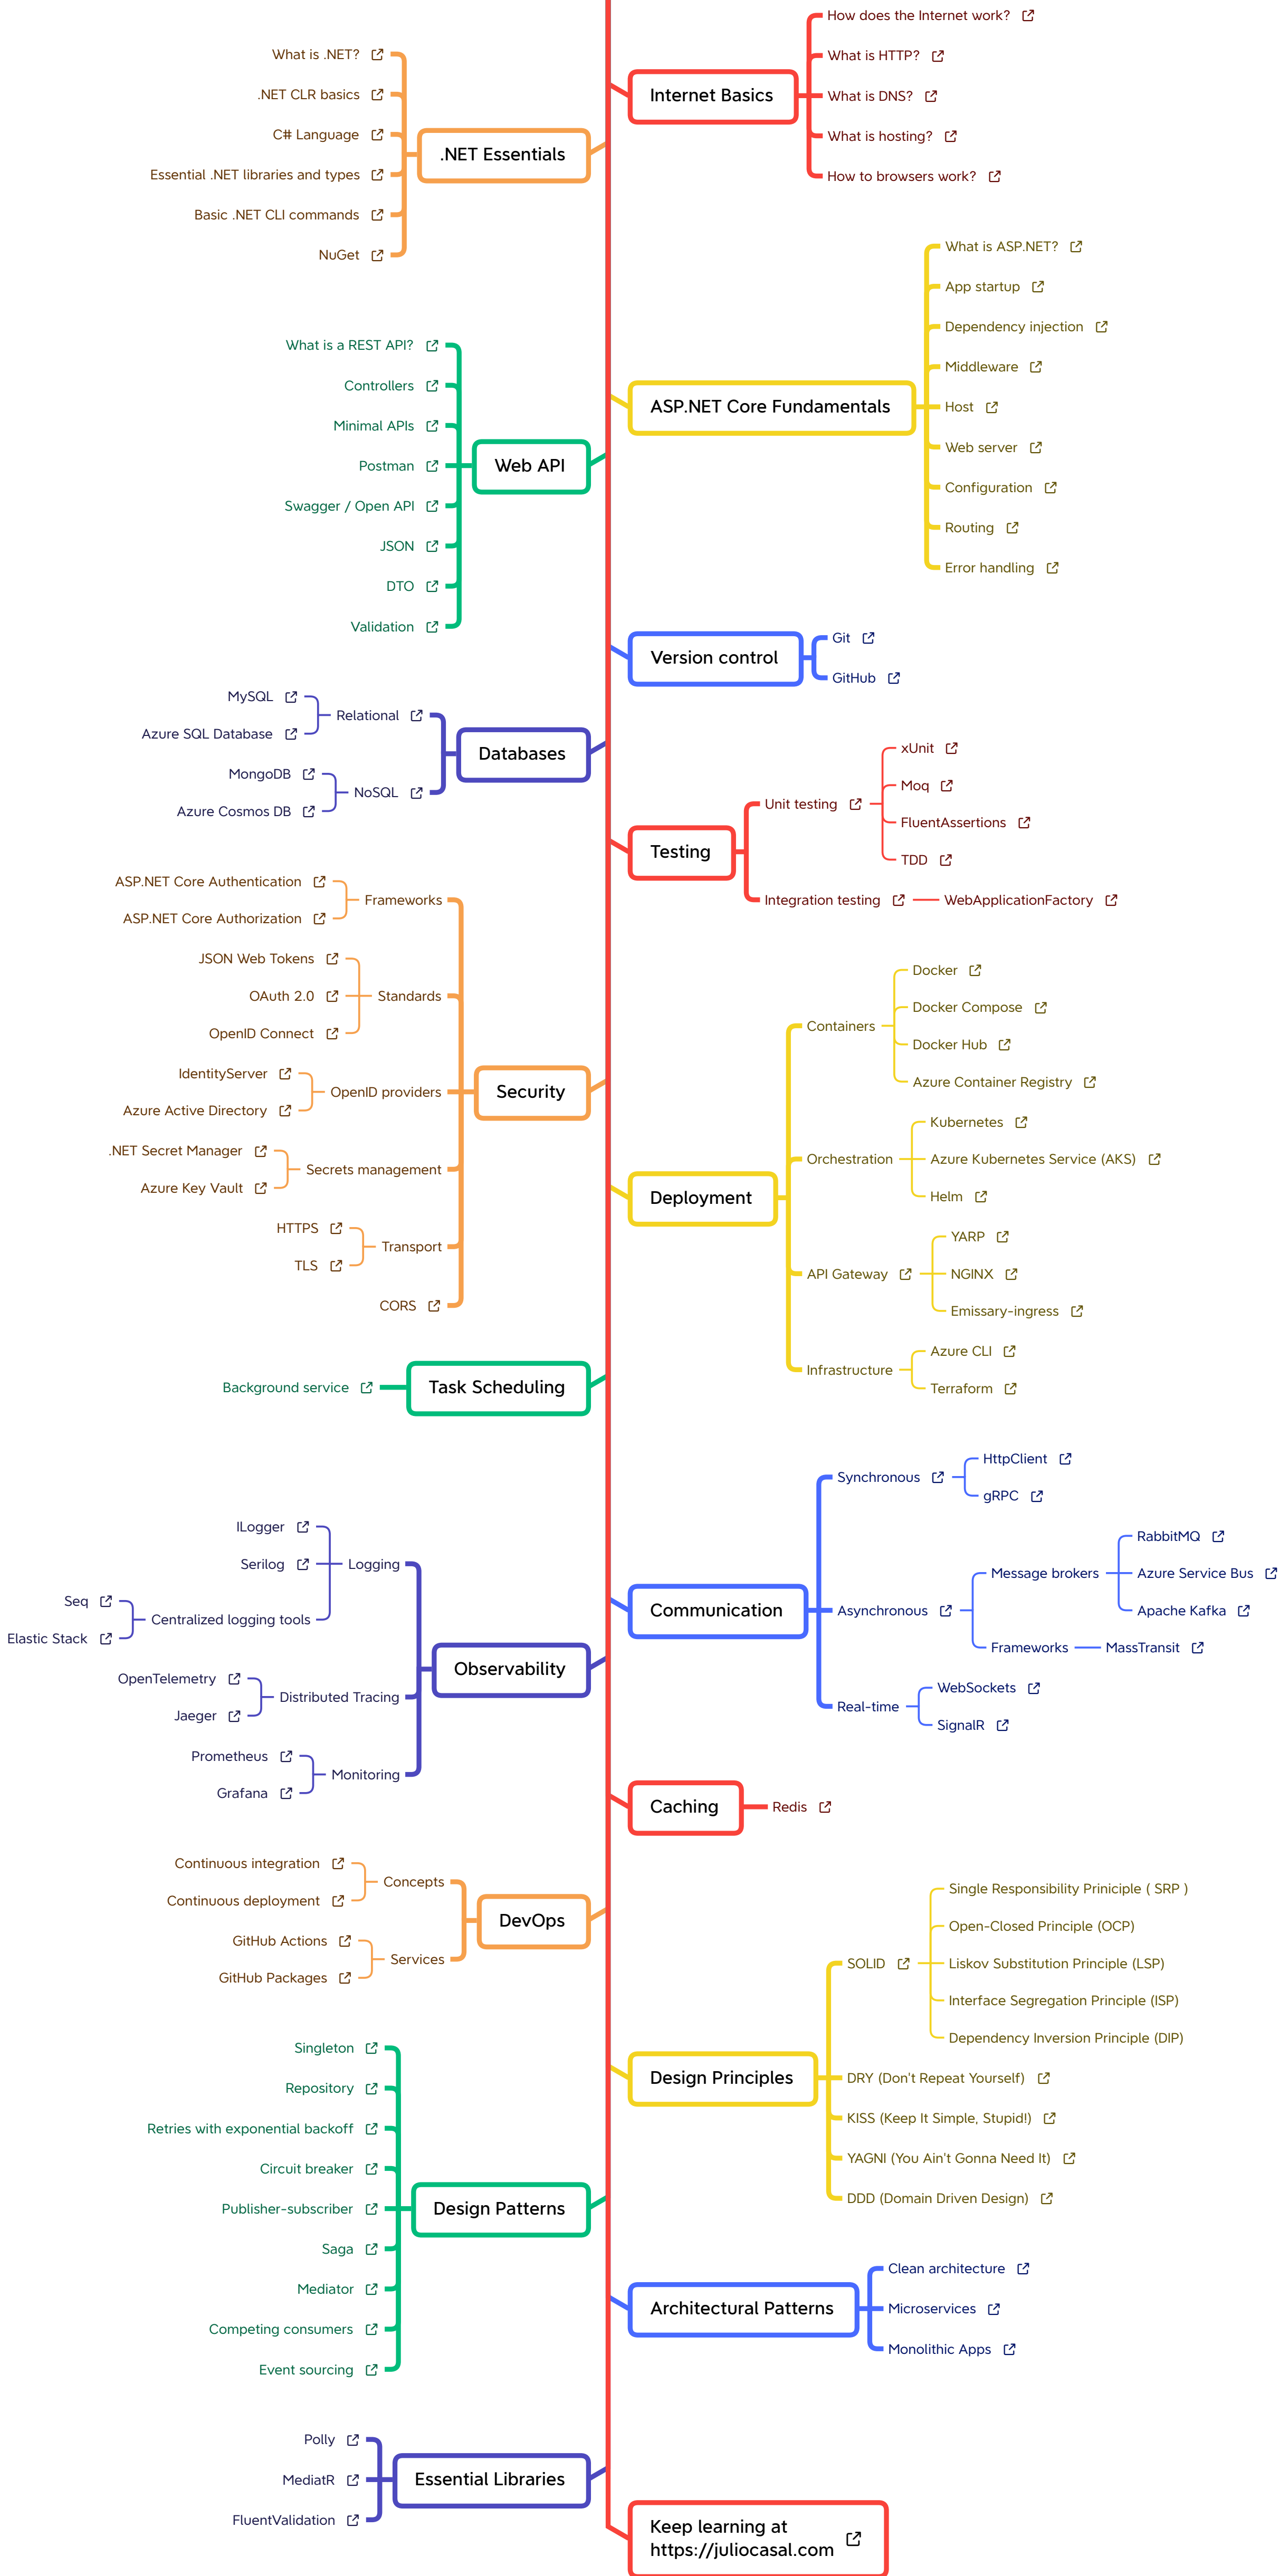 Internet Basics
How does the Internet work?
What is HTTP?
What is DNS?
What is hosting?
How to browsers work?
.NET Essentials
What is .NET?
.NET CLR basics
C# Language
Essential .NET libraries and types
Basic .NET CLI commands
NuGet
ASP.NET Core Fundamentals
What is ASP.NET?
App startup
Dependency injection
Middleware
Host
Web server
Configuration
Routing
Error handling
Web API
What is a REST API?
Controllers
Minimal APIs
Postman
Swagger / Open API
JSON
DTO
Validation
Version control
Git
GitHub
Databases
Relational
MySQL
Azure SQL Database
NoSQL
MongoDB
Azure Cosmos DB
Testing
Unit testing
xUnit
Moq
FluentAssertions
TDD
Integration testing
WebApplicationFactory
Security
Frameworks
ASP.NET Core Authentication
ASP.NET Core Authorization
Standards
JSON Web Tokens
OAuth 2.0
OpenID Connect
OpenID providers
IdentityServer
Azure Active Directory
Secrets management
.NET Secret Manager
Azure Key Vault
Transport
HTTPS
TLS
CORS
Deployment
Containers
Docker
Docker Compose
Docker Hub
Azure Container Registry
Orchestration
Kubernetes
Azure Kubernetes Service (AKS)
Helm
API Gateway
YARP
NGINX
Emissary-ingress
Infrastructure
Azure CLI
Terraform
Task Scheduling
Background service
Communication
Synchronous
HttpClient
gRPC
Asynchronous
Message brokers
RabbitMQ
Azure Service Bus
Apache Kafka
Frameworks
MassTransit
Real-time
WebSockets
SignalR
Observability
Logging
ILogger
Serilog
Centralized logging tools
Seq
Elastic Stack
Distributed Tracing
OpenTelemetry
Jaeger
Monitoring
Prometheus
Grafana
Caching
Redis
DevOps
Concepts
Continuous integration
Continuous deployment
Services
GitHub Actions
GitHub Packages
Design Principles
SOLID
Single Responsibility Priniciple ( SRP )
Open-Closed Principle (OCP)
Liskov Substitution Principle (LSP)
Interface Segregation Principle (ISP)
Dependency Inversion Principle (DIP)
DRY (Don't Repeat Yourself)
KISS (Keep It Simple, Stupid!)
YAGNI (You Ain't Gonna Need It)
DDD (Domain Driven Design)
Design Patterns
Singleton
Repository
Retries with exponential backoff
Circuit breaker
Publisher-subscriber
Saga
Mediator
Competing consumers
Event sourcing
Architectural Patterns
Clean architecture
Microservices
Monolithic Apps
Essential Libraries
Polly
MediatR
FluentValidation
Keep learning at
https://juliocasal.com